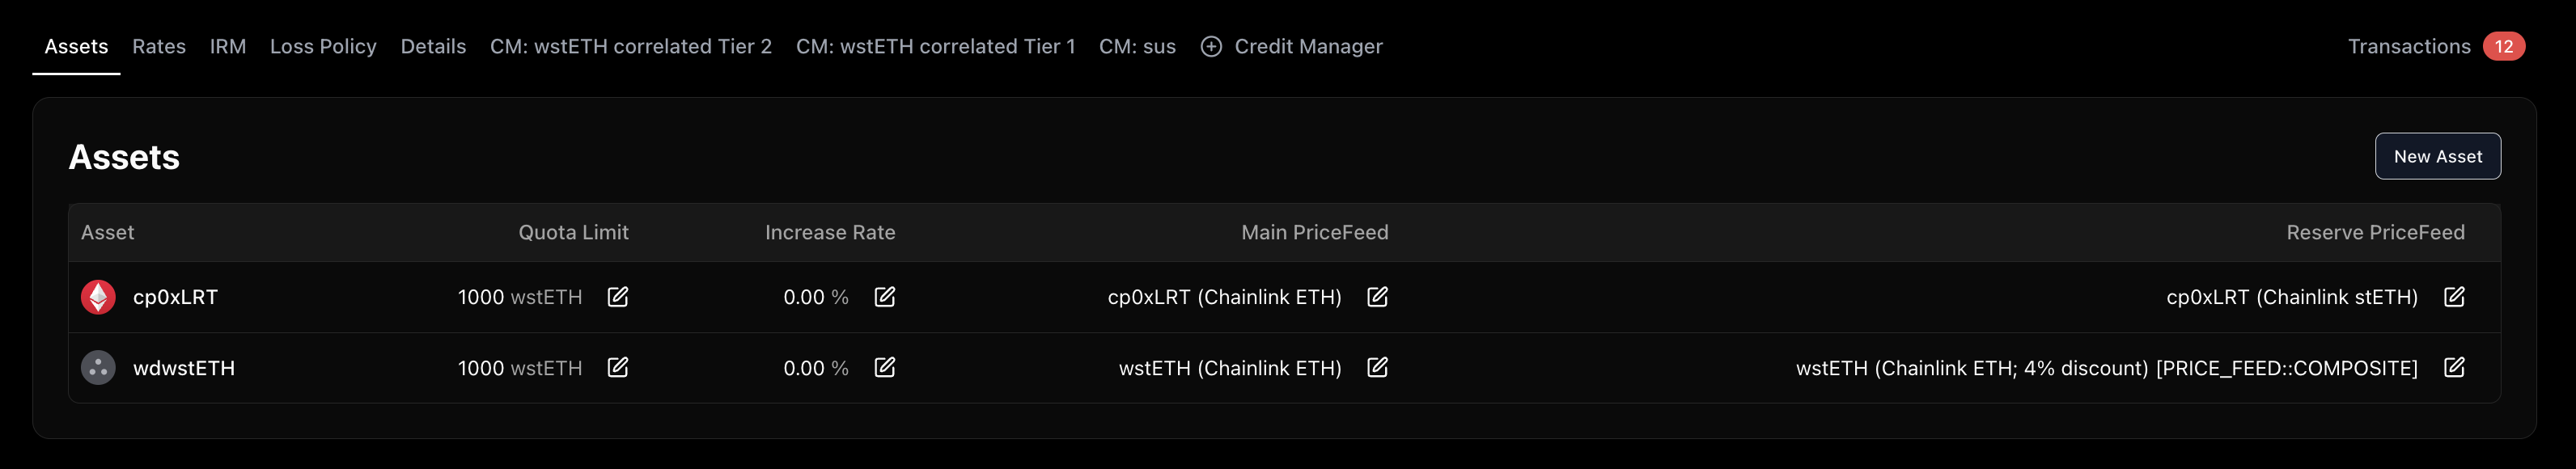 Assets Rates IRM Loss Policy Details CM: wstETH correlated Tier 2 CM: wstETH correlated Tier 1 CM: sus Credit Manager Transactions 12
Assets New Asset
Asset Quota Limit Increase Rate Main PriceFeed Reserve PriceFeed
cp0xLRT 1000 wstETH 0.00 % cp0xLRT (Chainlink ETH) cp0xLRT (Chainlink stETH)
wdwstETH 1000 wstETH 0.00 % wstETH (Chainlink ETH) wstETH (Chainlink ETH; 4% discount) [PRICE_FEED::COMPOSITE]